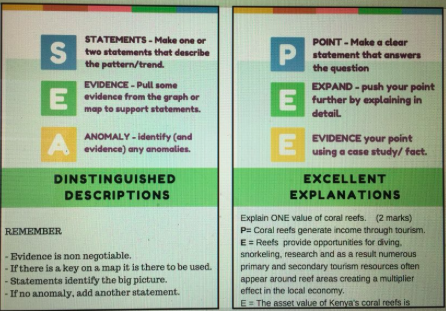 S
STATEMENTS - Make one or
two statements that describe
the pattern/trend.
E
EVIDENCE - Pull some
evidence from the graph or
map to support statements.
A
ANOMALY - identify (and
evidence) any anomalies.
DINSTINGUISHED
DESCRIPTIONS
REMEMBER
- Evidence is non negotiable.
- If there is a key on a map it is there to be used.
- Statements identify the big picture.
- If no anomaly, add another statement.
P
POINT - Make a clear
statement that answers
the question
E
EXPAND - push your point
further by explaining in
detail.
E
EVIDENCE your point
using a case study/ fact.
EXCELLENT
EXPLANATIONS
Explain ONE value of coral reefs. (2 marks)
P= Coral reefs generate income through tourism.
E = Reefs provide opportunities for diving,
snorkeling, research and as a result numerous
primary and secondary tourism resources often
appear around reef areas creating a multiplier
effect in the local economy.
E = The asset value of Kenya's coral reefs is